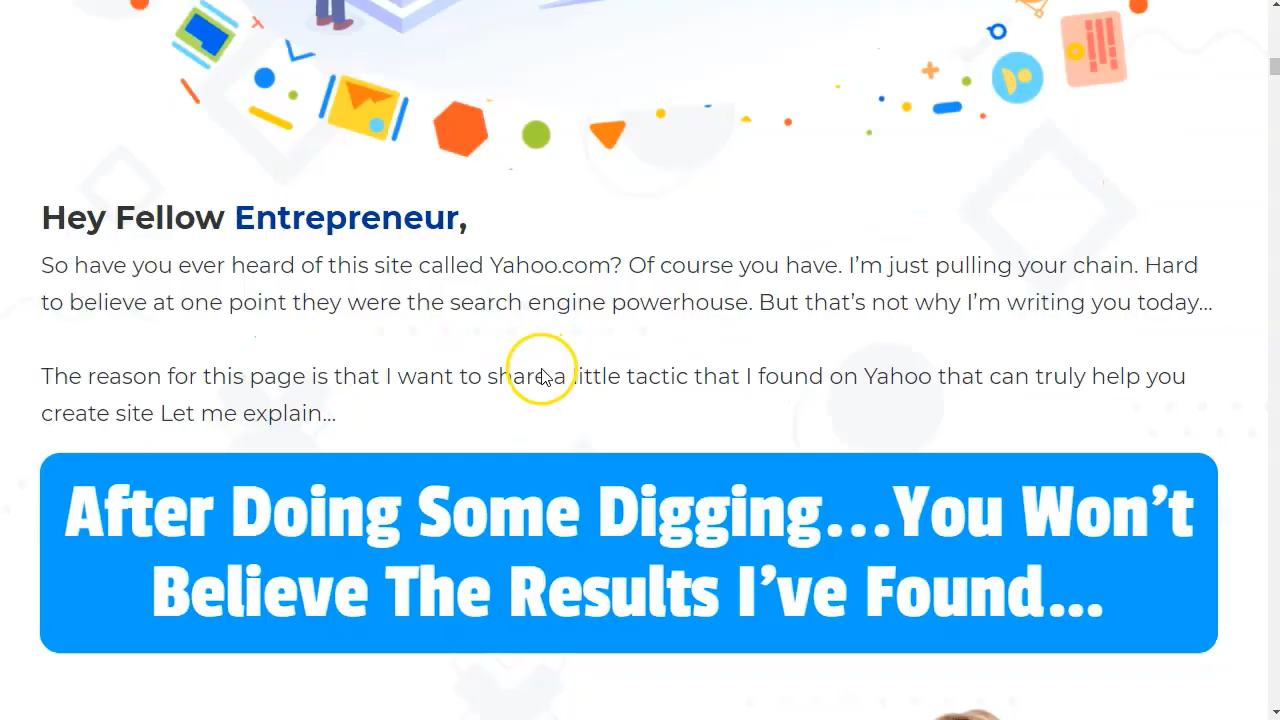 Hey Fellow Entrepreneur,
So have you ever heard of this site called Yahoo.com? Of course you have. I’m just pulling your chain. Hard
to believe at one point they were the search engine powerhouse. But that’s not why I’m writing you today...
The reason for this page is that I want to share a little tactic that I found on Yahoo that can truly help you
create site Let me explain...
After Doing Some Digging...You Won’t
Believe The Results I’ve Found...